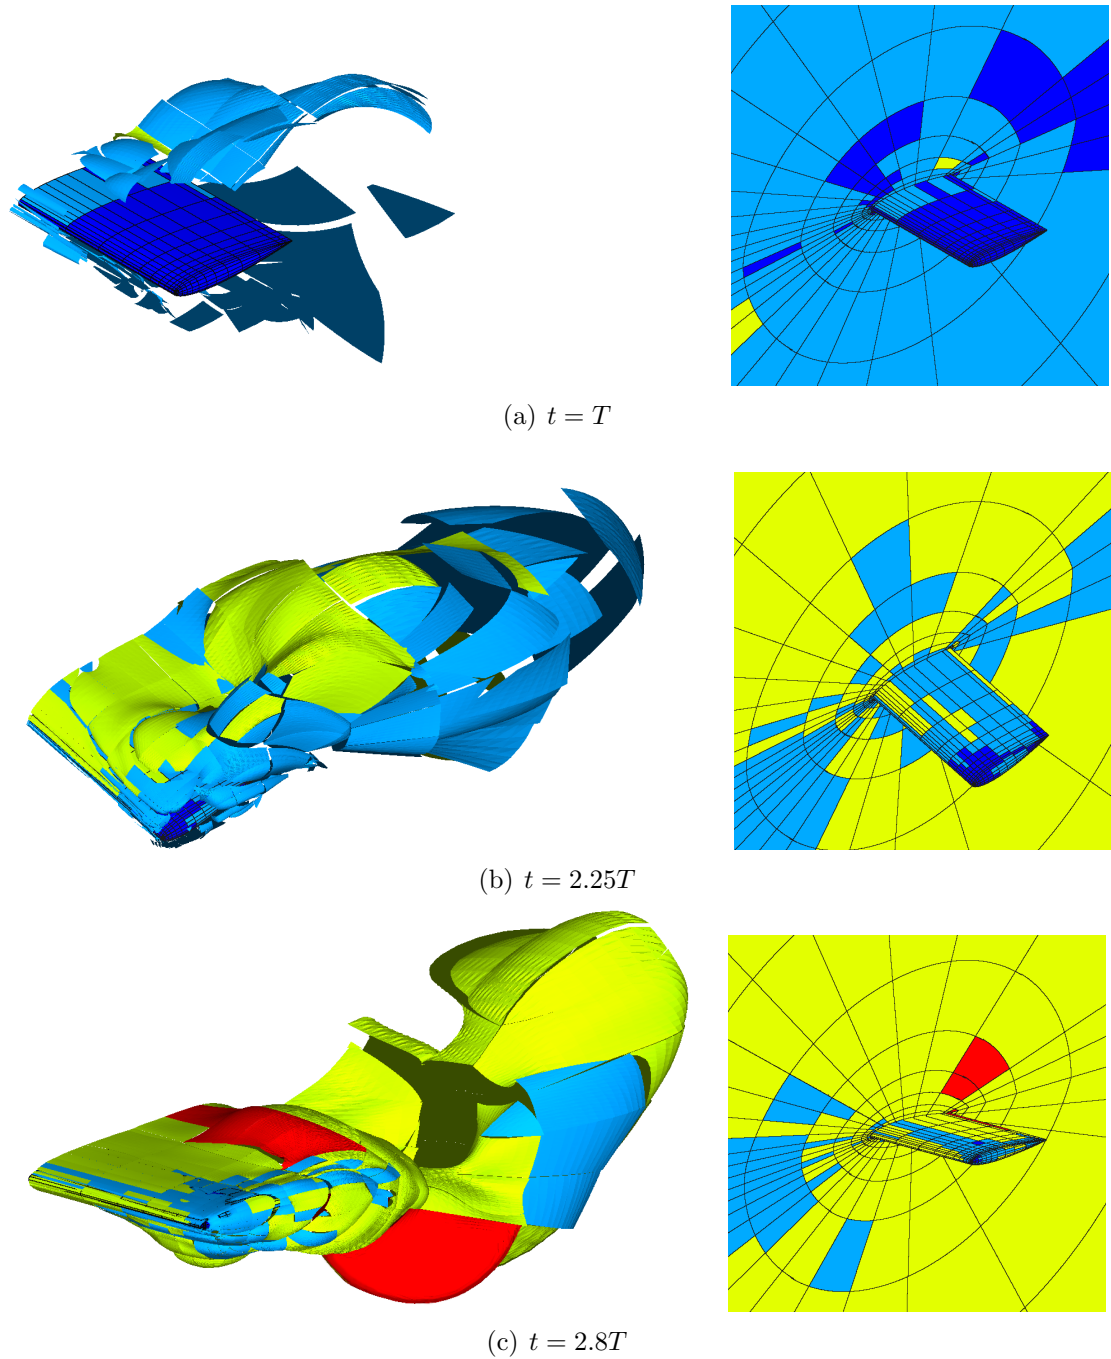 (a) t = T
(b) t = 2.25T
(c) t = 2.8T